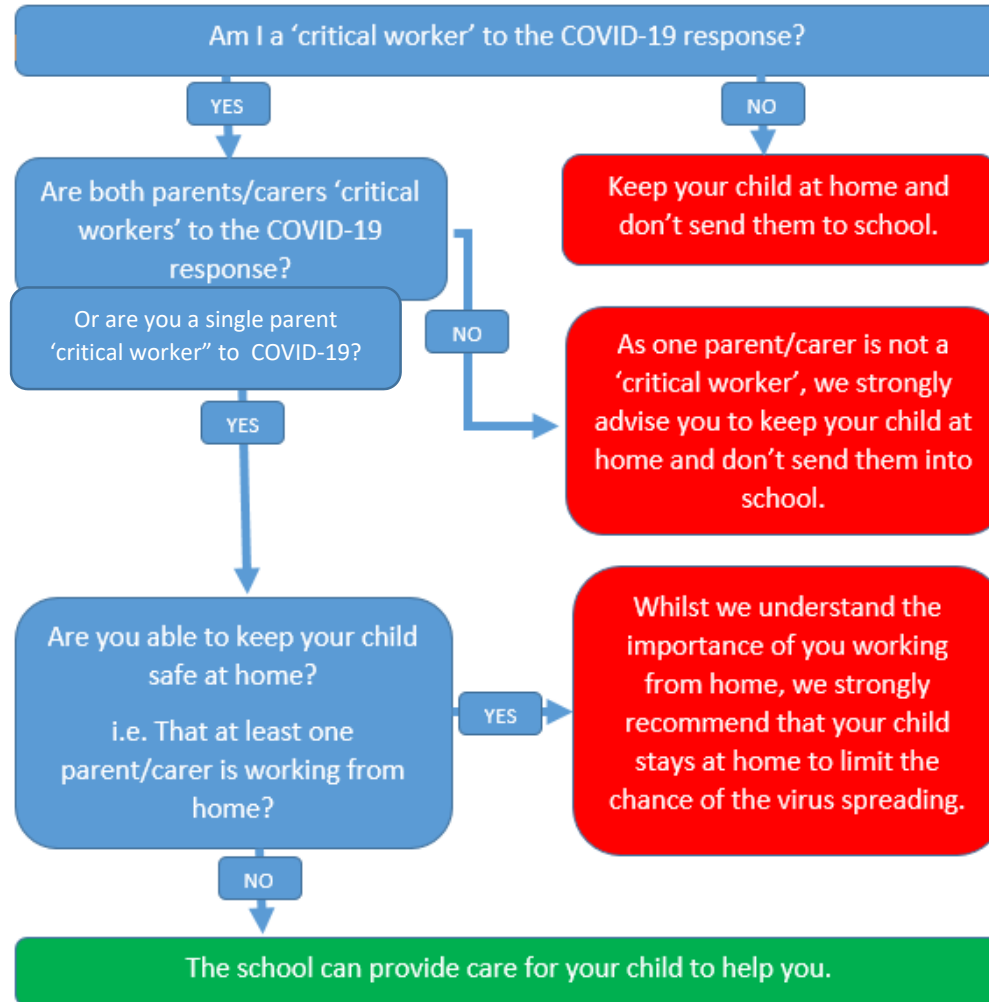 Am I a ‘critical worker’ to the COVID-19 response?
YES
NO
Are both parents/carers ‘critical
workers’ to the COVID-19
response?
Keep your child at home and
don’t send them to school.
Or are you a single parent
‘critical worker” to  COVID-19?
NO
As one parent/carer is not a
‘critical worker’, we strongly
advise you to keep your child at
home and don’t send them into
school.
YES
Are you able to keep your child
safe at home?
i.e. That at least one
parent/carer is working from
home?
YES
Whilst we understand the
importance of you working
from home, we strongly
recommend that your child
stays at home to limit the
chance of the virus spreading.
NO
The school can provide care for your child to help you.